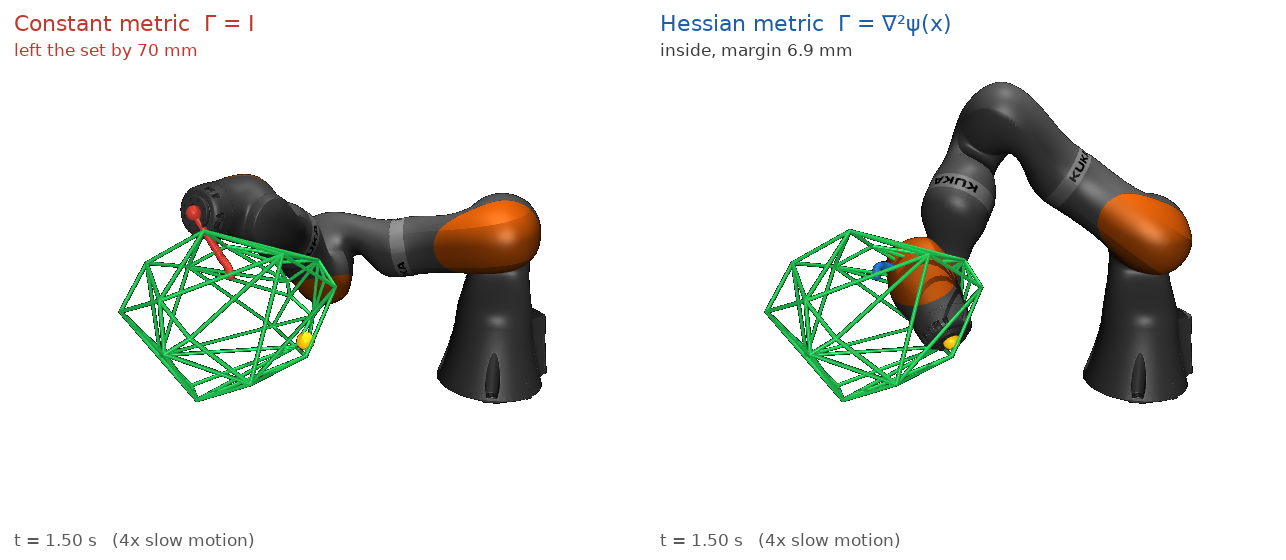 Constant metric Γ = I
left the set by 70 mm
Hessian metric Γ = ∇²ψ(x)
inside, margin 6.9 mm
KUKA
KUKA
t = 1.50 s (4x slow motion)
t = 1.50 s (4x slow motion)